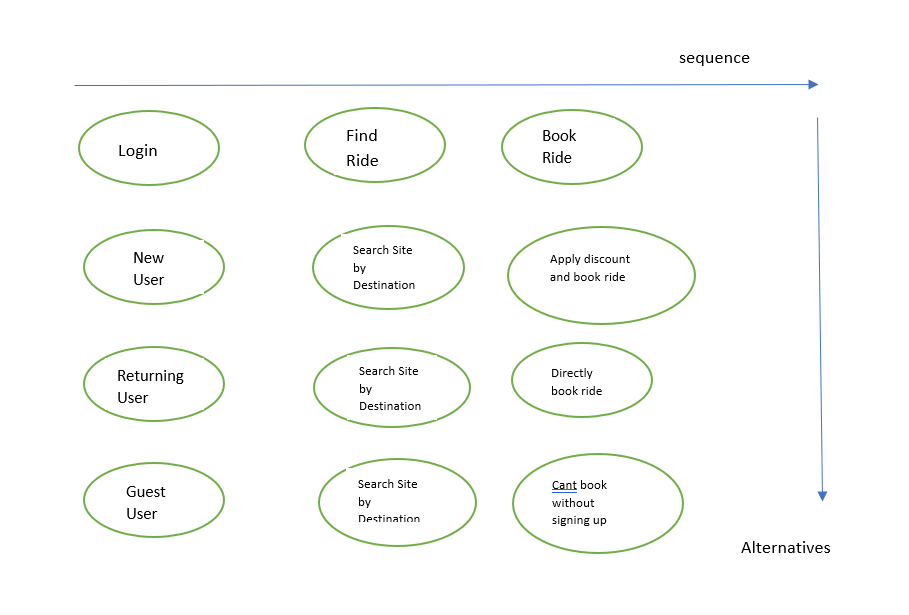 sequence
Login
Find
Ride
Book
Ride
New
User
Search Site
by
Destination
Apply discount
and book ride
Returning
User
Search Site
by
Destination
Directly
book ride
Guest
User
Search Site
by
Destination
Cant book
without
signing up
Alternatives